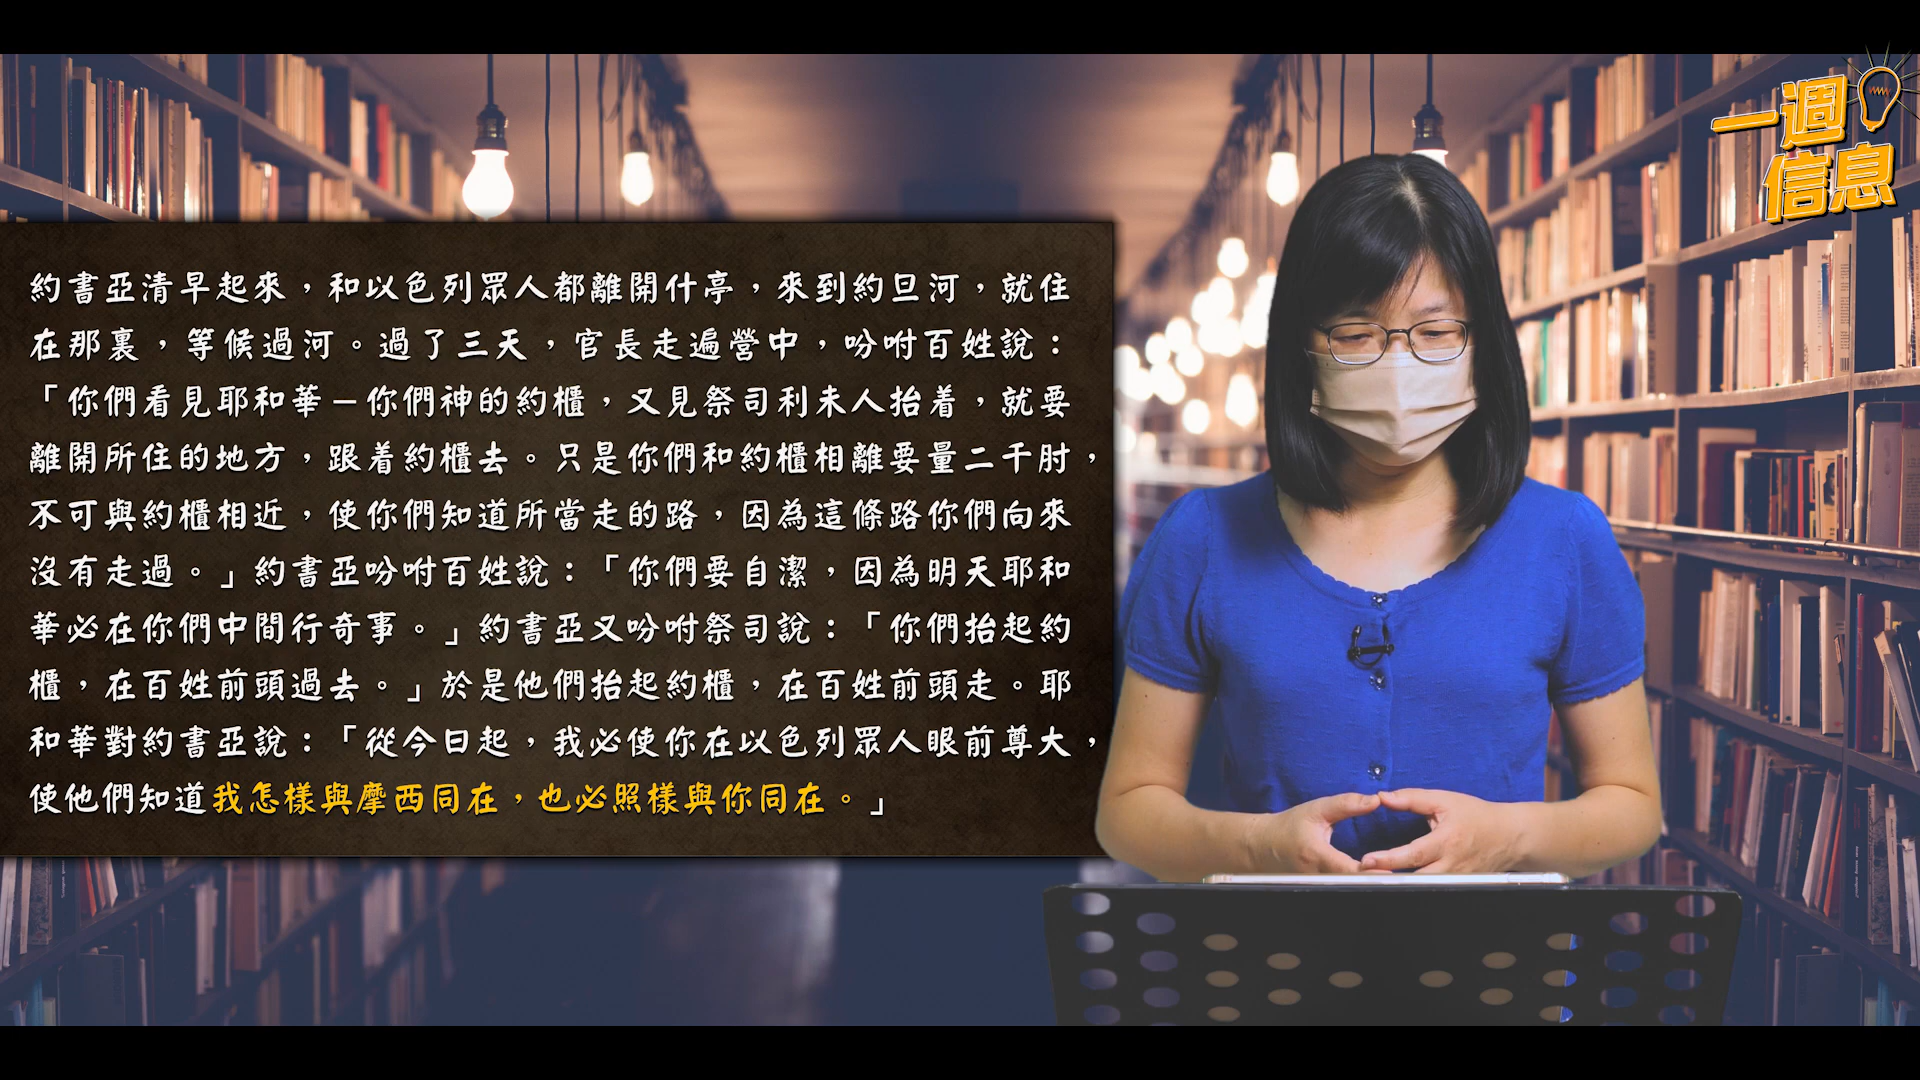 一週
信息
約書亞清早起來，和以色列眾人都離開什亭，來到約旦河，就住
在那裏，等候過河。過了三天，官長走遍營中，吩咐百姓說：
「你們看見耶和華－你們神的約櫃，又見祭司利未人抬着，就要
離開所住的地方，跟着約櫃去。只是你們和約櫃相離要量二千肘，
不可與約櫃相近，使你們知道所當走的路，因為這條路你們向來
沒有走過。」約書亞吩咐百姓說：「你們要自潔，因為明天耶和
華必在你們中間行奇事。」約書亞又吩咐祭司說：「你們抬起約
櫃，在百姓前頭過去。」於是他們抬起約櫃，在百姓前頭走。耶
和華對約書亞說：「從今日起，我必使你在以色列眾人眼前尊大，
使他們知道我怎樣與摩西同在，也必照樣與你同在。」